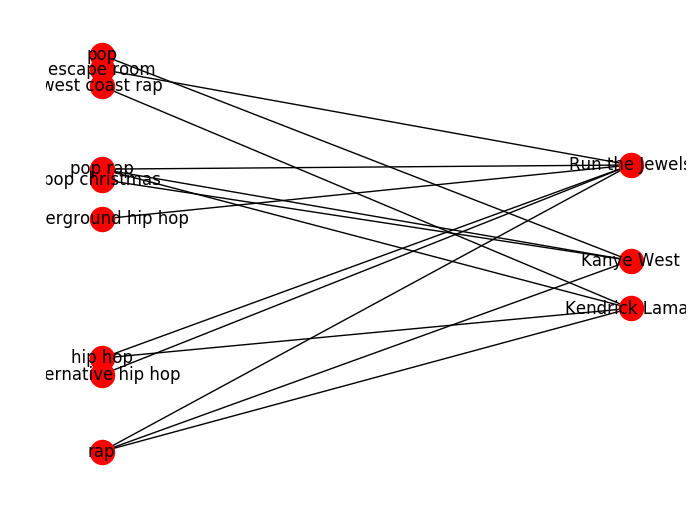 pop
escape room
west coast rap
pop rap
pop christmas
erground hip hop
hip hop
ernative hip hop
rap
Run the Jewels
Kanye West
Kendrick Lama